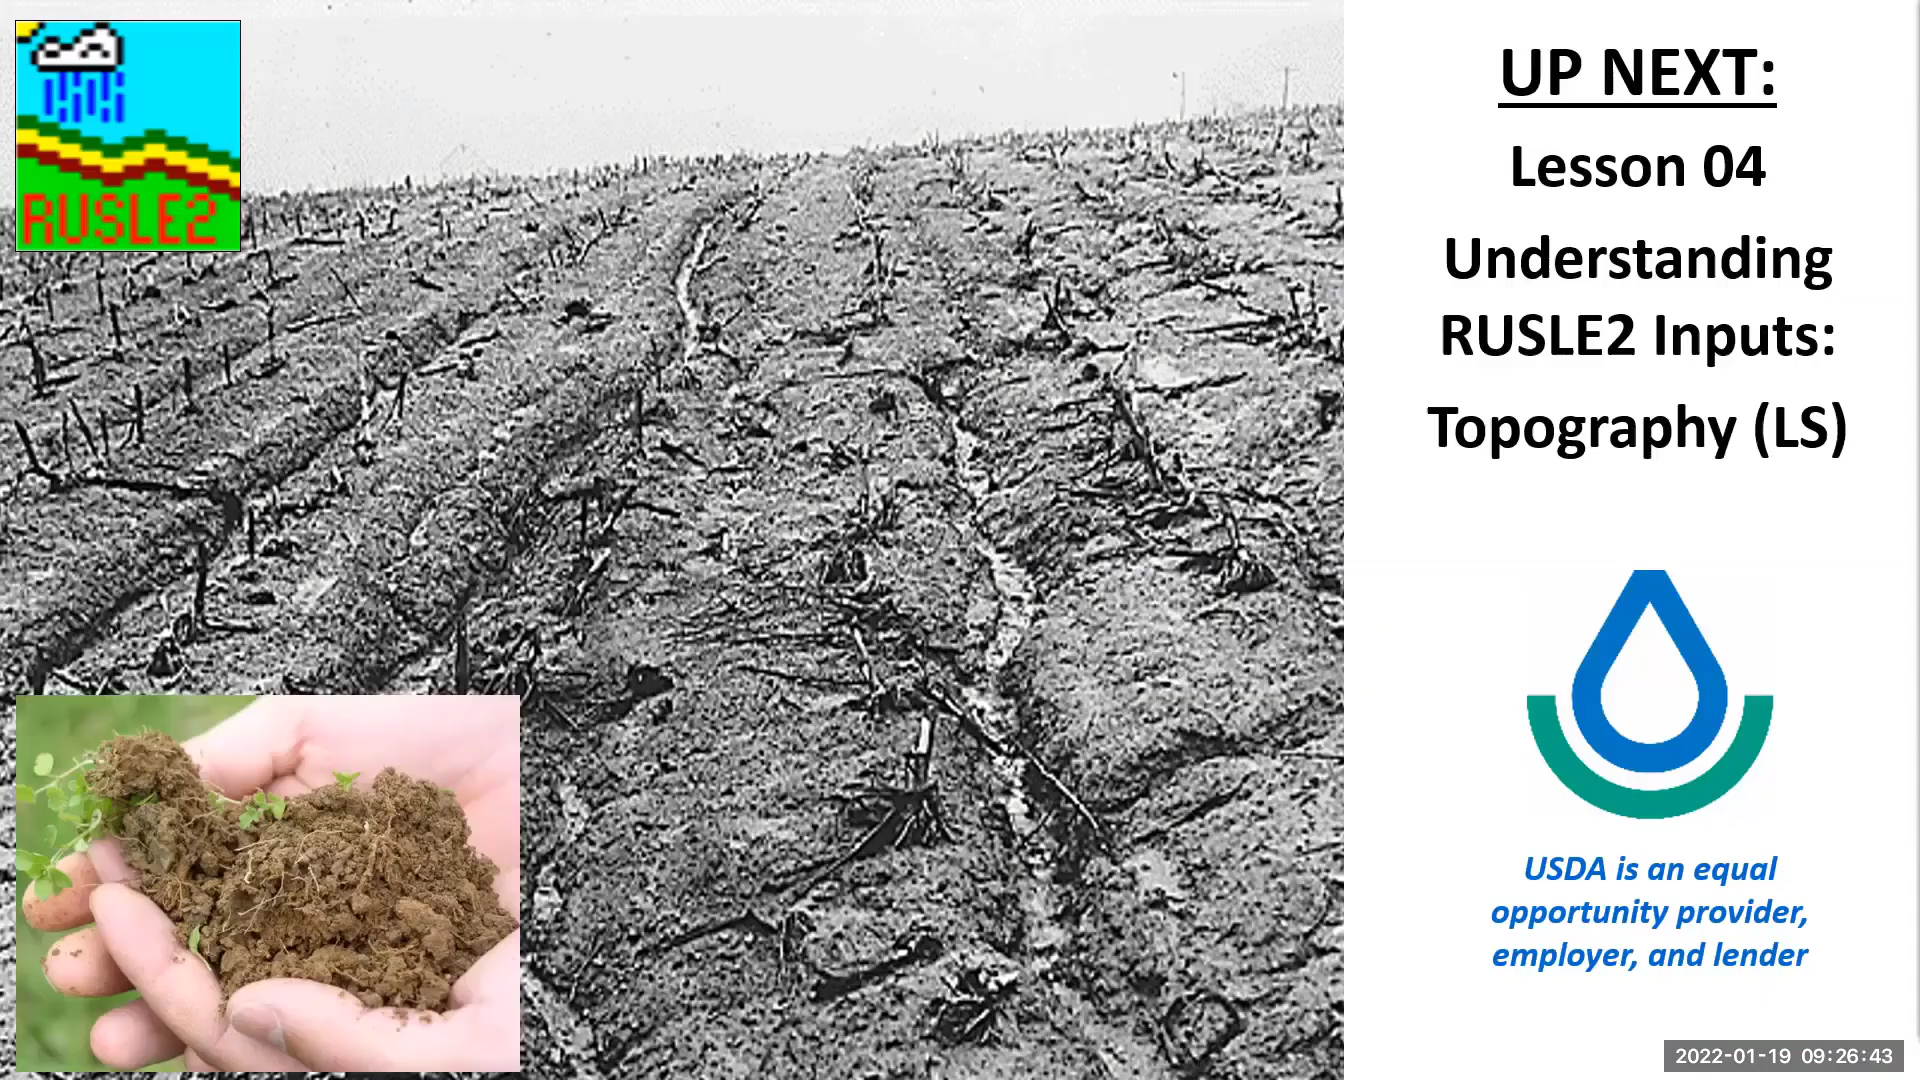 RUSLE2
UP NEXT:
Lesson 04
Understanding
RUSLE2 Inputs:
Topography (LS)
USDA is an equal
opportunity provider,
employer, and lender
2022-01-19 09:26:43